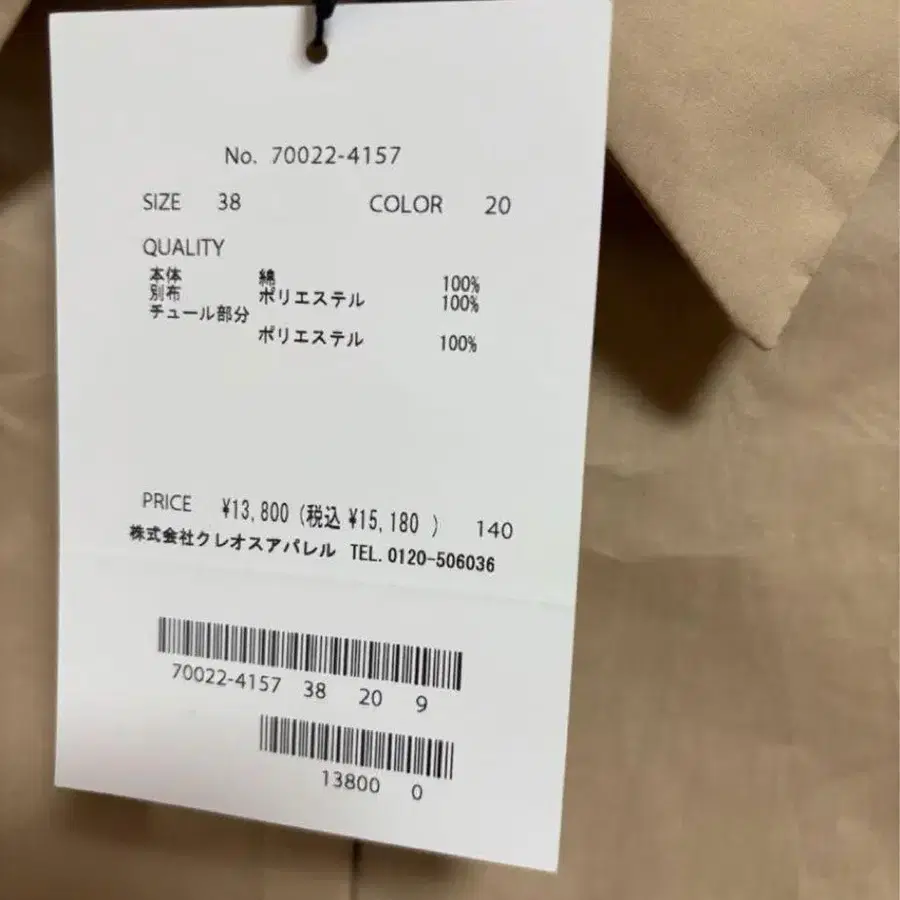 No. 70022-4157
SIZE 38 COLOR 20
QUALITY
本体 綿 100%
別布 ポリエステル 100%
チュール部分
ポリエステル 100%
PRICE ¥13,800 (税込 ¥15,180 ) 140
株式会社クレオスアパレル TEL.0120-506036
70022-4157 38 20 9
13800 0